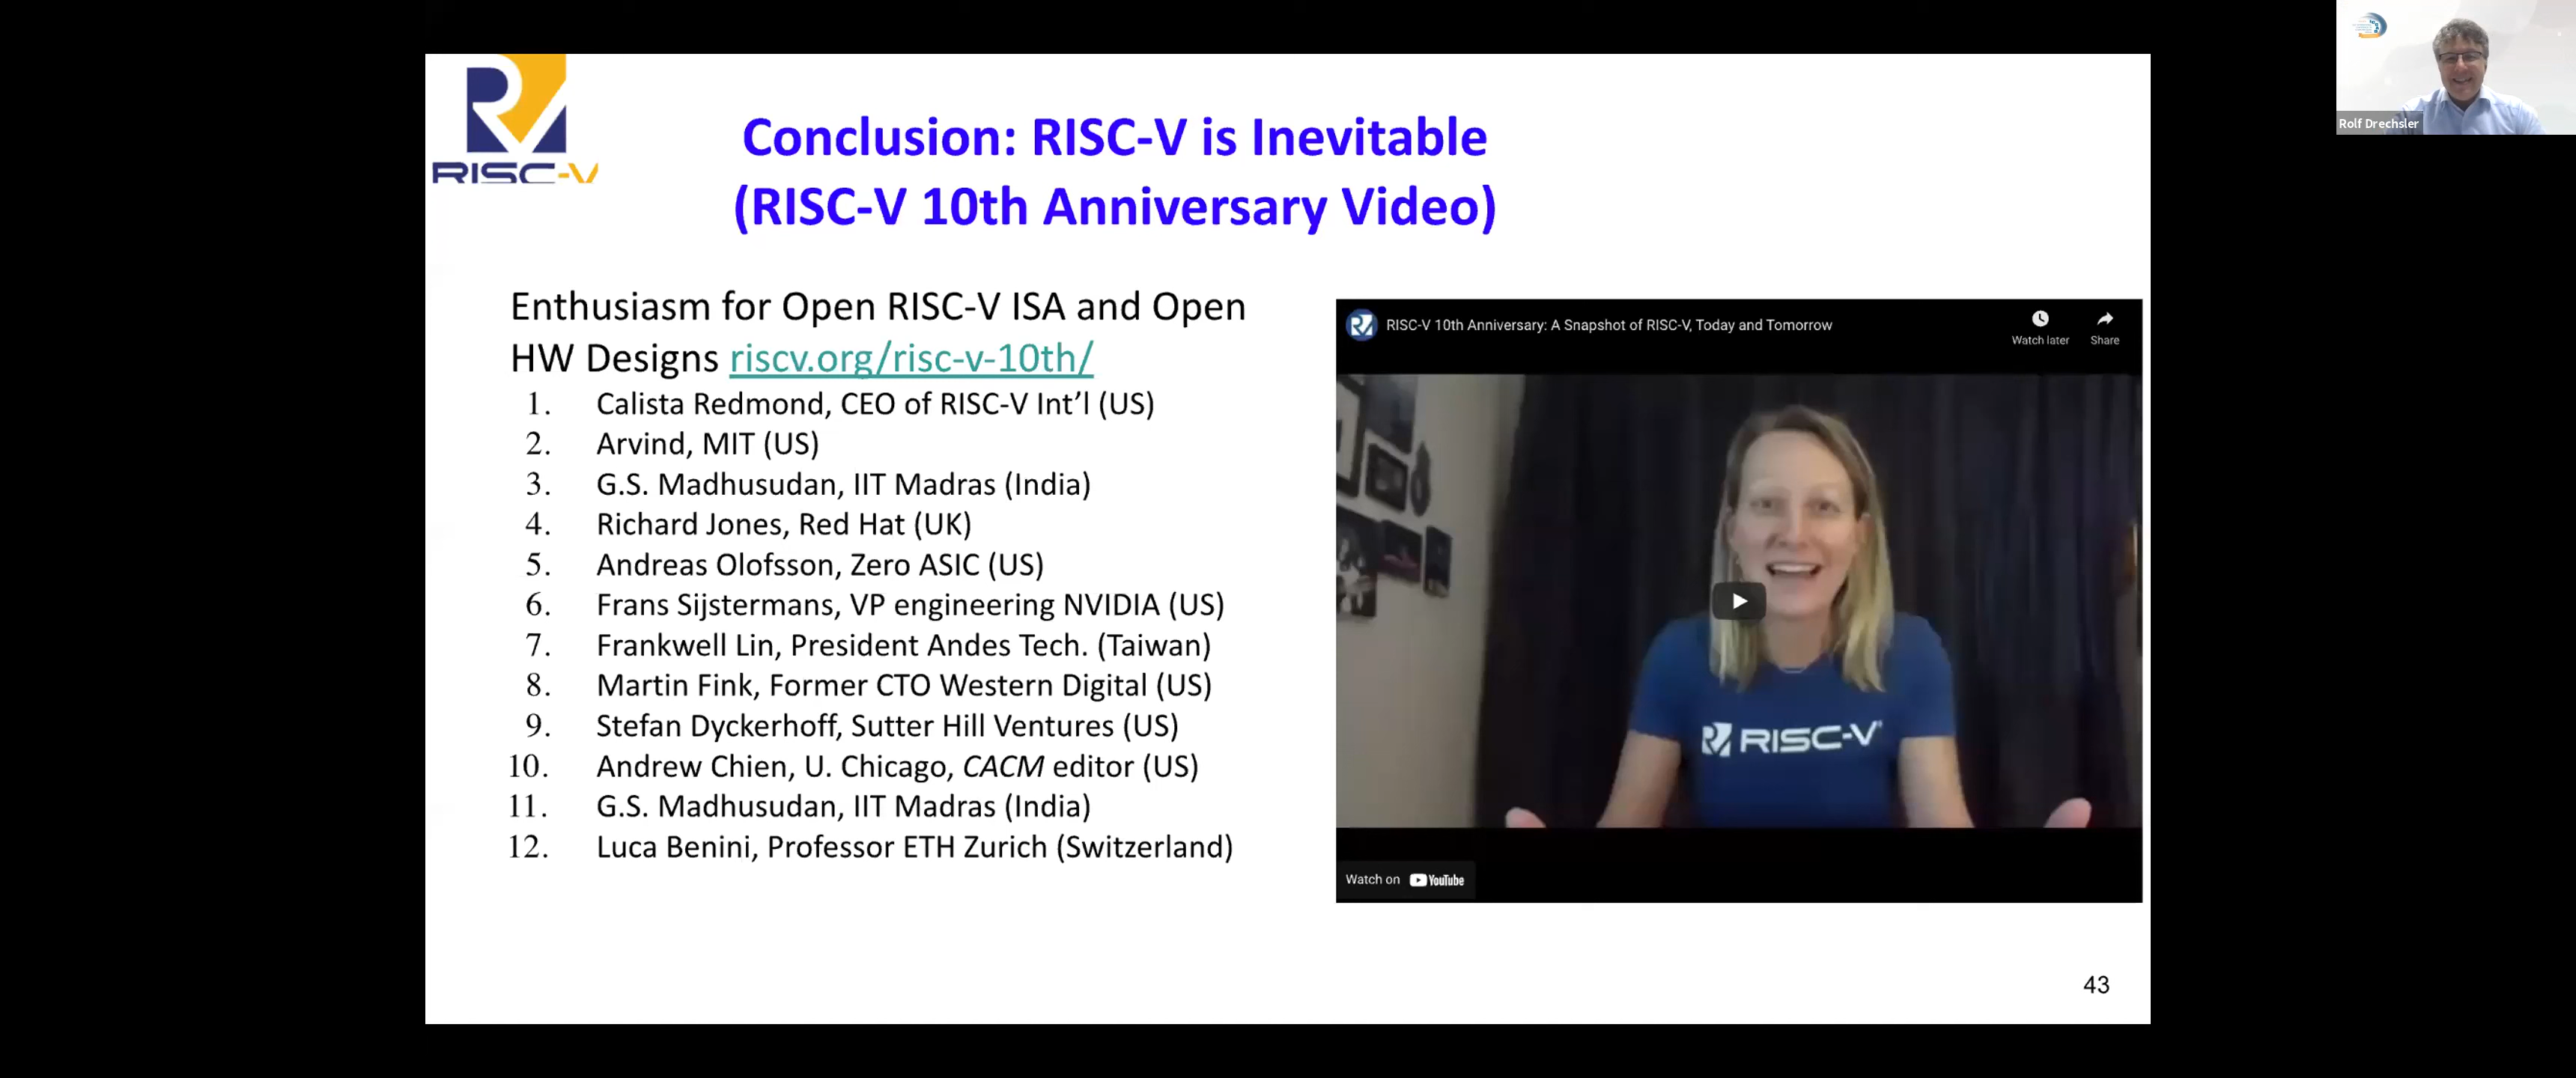 RISC-V
Conclusion: RISC-V is Inevitable
(RISC-V 10th Anniversary Video)
Enthusiasm for Open RISC-V ISA and Open
HW Designs riscv.org/risc-v-10th/
1. Calista Redmond, CEO of RISC-V Int’l (US)
2. Arvind, MIT (US)
3. G.S. Madhusudan, IIT Madras (India)
4. Richard Jones, Red Hat (UK)
5. Andreas Olofsson, Zero ASIC (US)
6. Frans Sijstermans, VP engineering NVIDIA (US)
7. Frankwell Lin, President Andes Tech. (Taiwan)
8. Martin Fink, Former CTO Western Digital (US)
9. Stefan Dyckerhoff, Sutter Hill Ventures (US)
10. Andrew Chien, U. Chicago, CACM editor (US)
11. G.S. Madhusudan, IIT Madras (India)
12. Luca Benini, Professor ETH Zurich (Switzerland)
RISC-V 10th Anniversary: A Snapshot of RISC-V, Today and Tomorrow
Watch later Share
RISC-V
Watch on YouTube
43
Rolf Drechsler